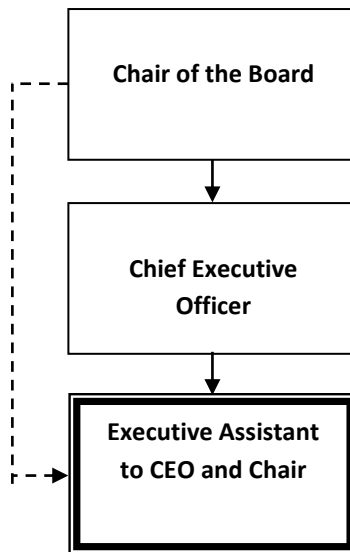 Chair of the Board
Chief Executive
Officer
Executive Assistant
to CEO and Chair